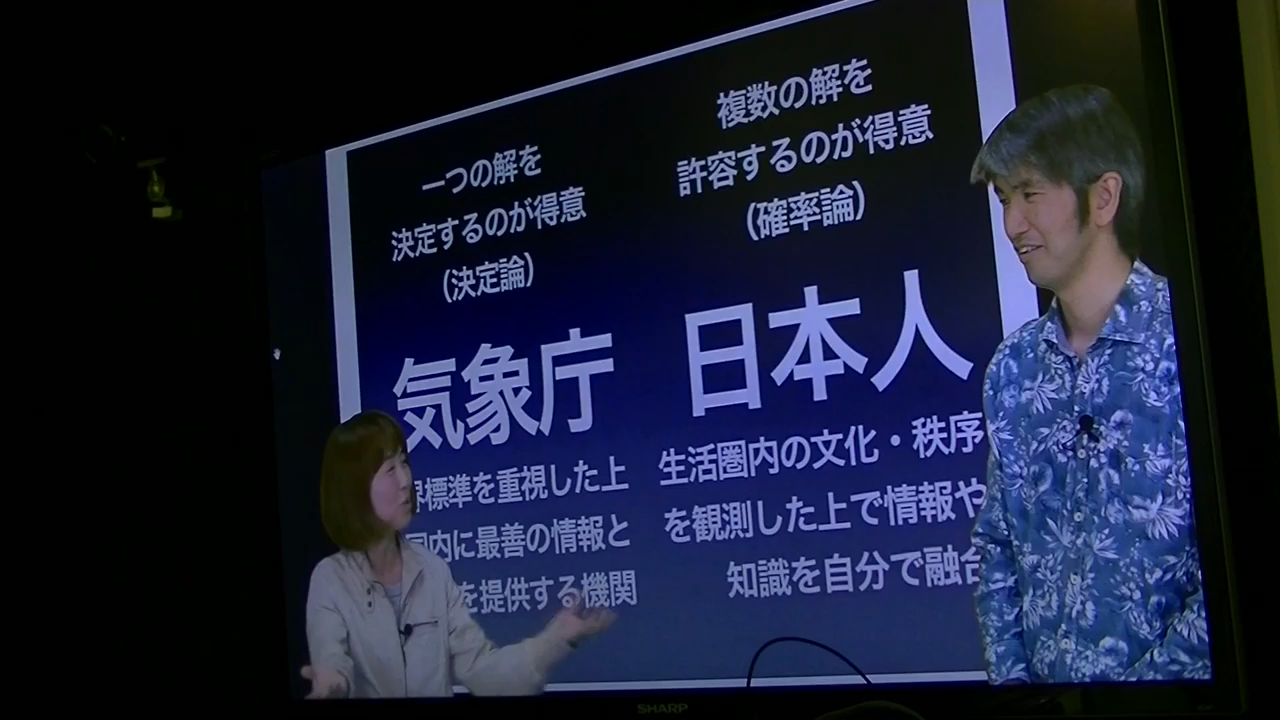 一つの解を
決定するのが得意
(決定論)
気象庁
標準を重視した上
内に最善の情報と
を提供する機関
複数の解を
許容するのが得意
(確率論)
日本人
生活圏内の文化・秩序
を観測した上で情報や
知識を自分で融合
SHARP